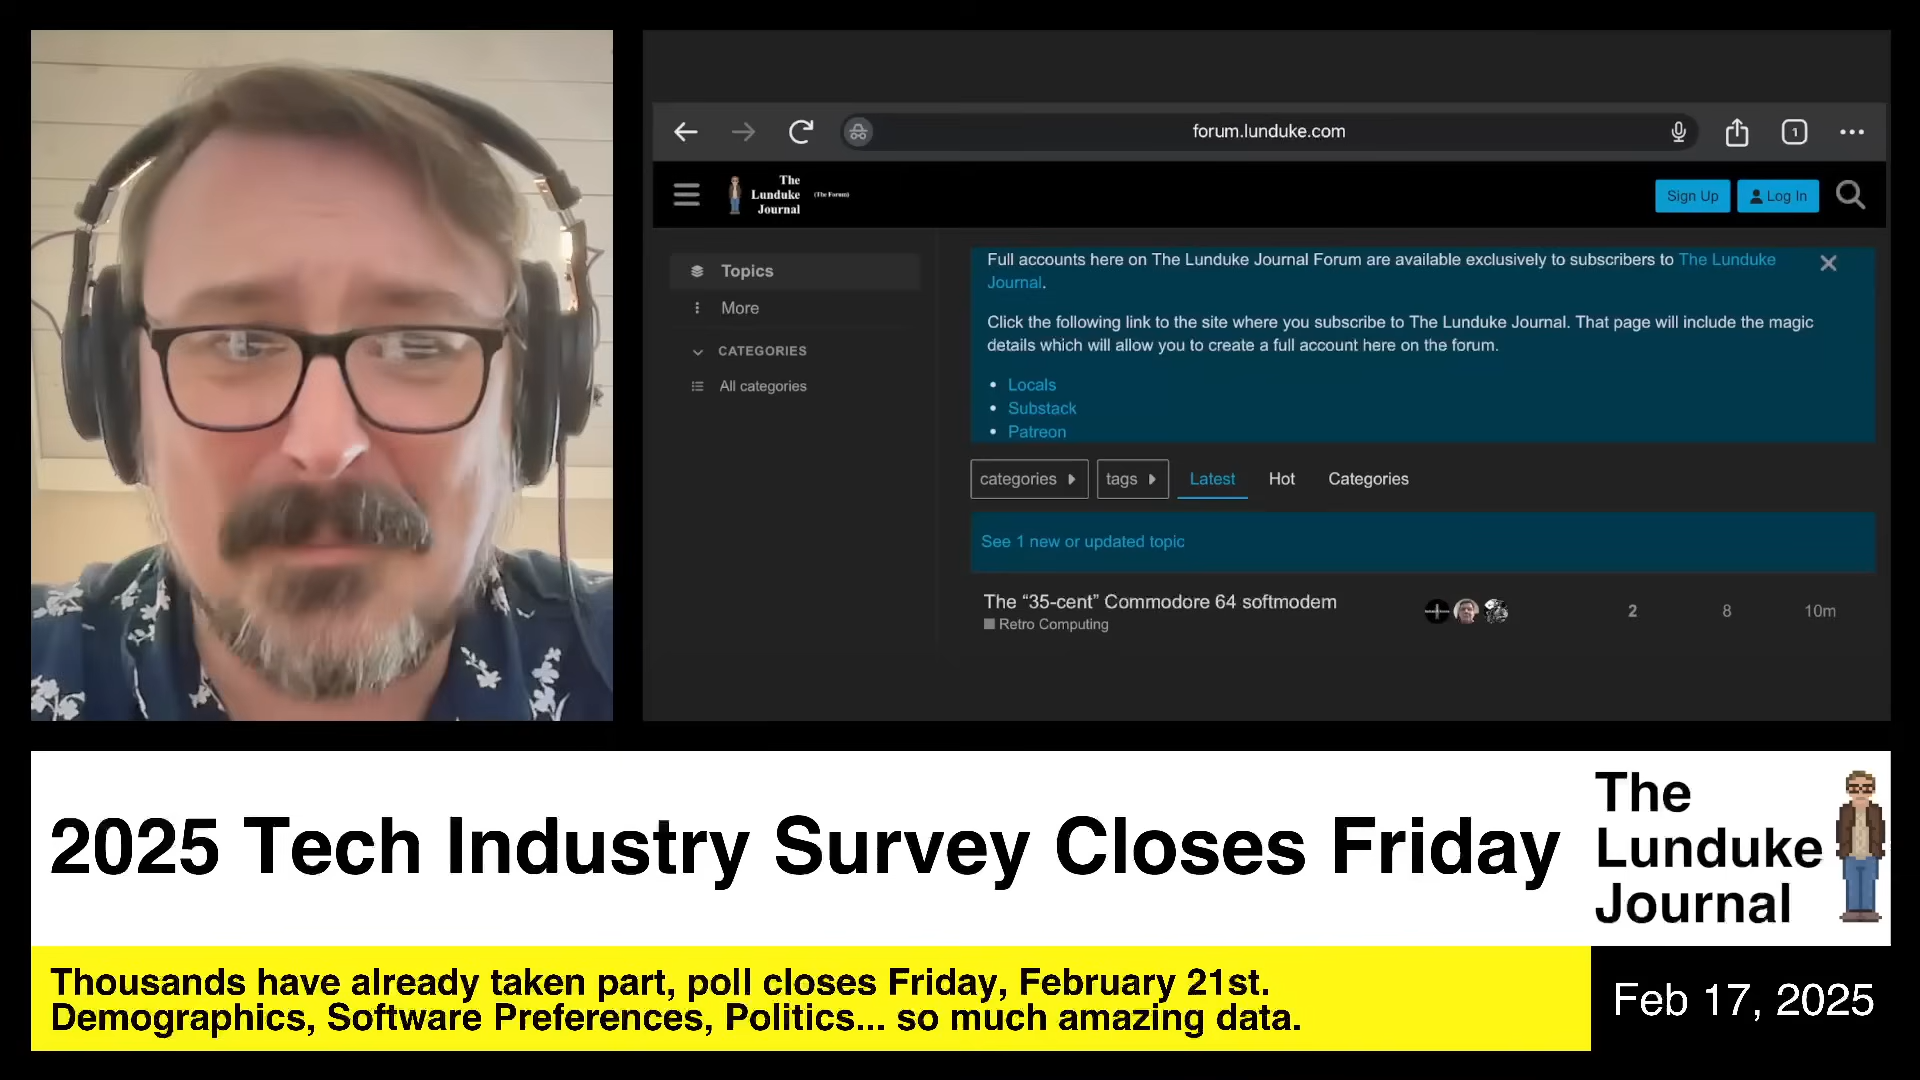 forum.lunduke.com
1
The
Lunduke
Journal
(The Forum)
Sign Up
Log In
Topics
More
CATEGORIES
All categories
Full accounts here on The Lunduke Journal Forum are available exclusively to subscribers to The Lunduke
Journal.
Click the following link to the site where you subscribe to The Lunduke Journal. That page will include the magic
details which will allow you to create a full account here on the forum.
• Locals
• Substack
• Patreon
categories
tags
Latest
Hot
Categories
See 1 new or updated topic
The “35-cent” Commodore 64 softmodem
2
8
10m
Retro Computing
2025 Tech Industry Survey Closes Friday
The
Lunduke
Journal
Thousands have already taken part, poll closes Friday, February 21st.
Demographics, Software Preferences, Politics... so much amazing data.
Feb 17, 2025